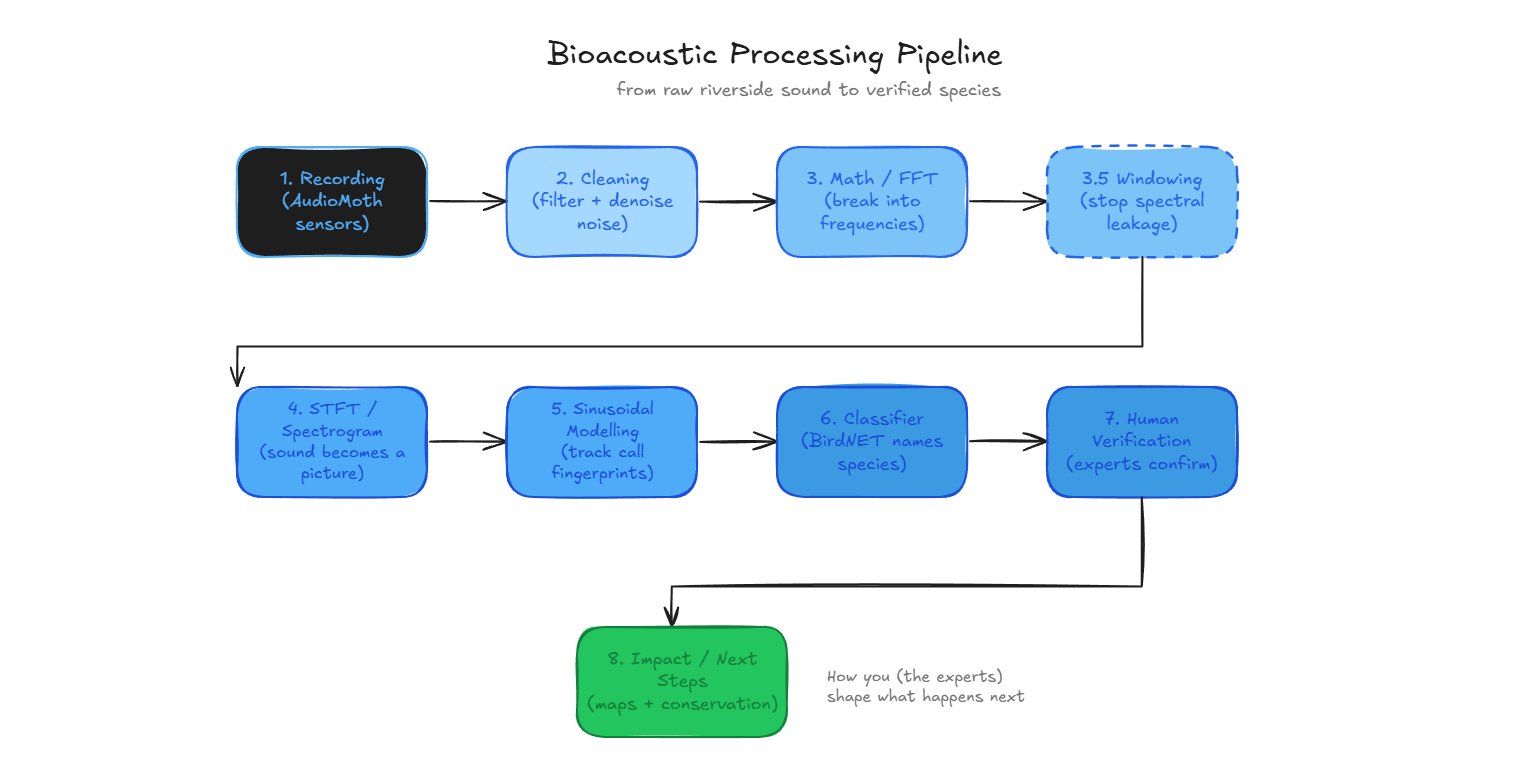 Bioacoustic Processing Pipeline
from raw riverside sound to verified species
1. Recording
(AudioMoth
sensors)
2. Cleaning
(filter + denoise
noise)
3. Math / FFT
(break into
frequencies)
3.5 Windowing
(stop spectral
leakage)
4. STFT /
Spectrogram
(sound becomes a
picture)
5. Sinusoidal
Modelling
(track call
fingerprints)
6. Classifier
(BirdNET names
species)
7. Human
Verification
(experts confirm)
8. Impact / Next
Steps
(maps + conservation)
How you (the experts)
shape what happens next